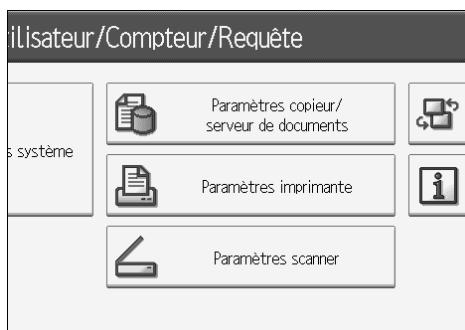 ilisateur/Compteur/Requête
Paramètres copieur/
serveur de documents
s système
Paramètres imprimante
Paramètres scanner